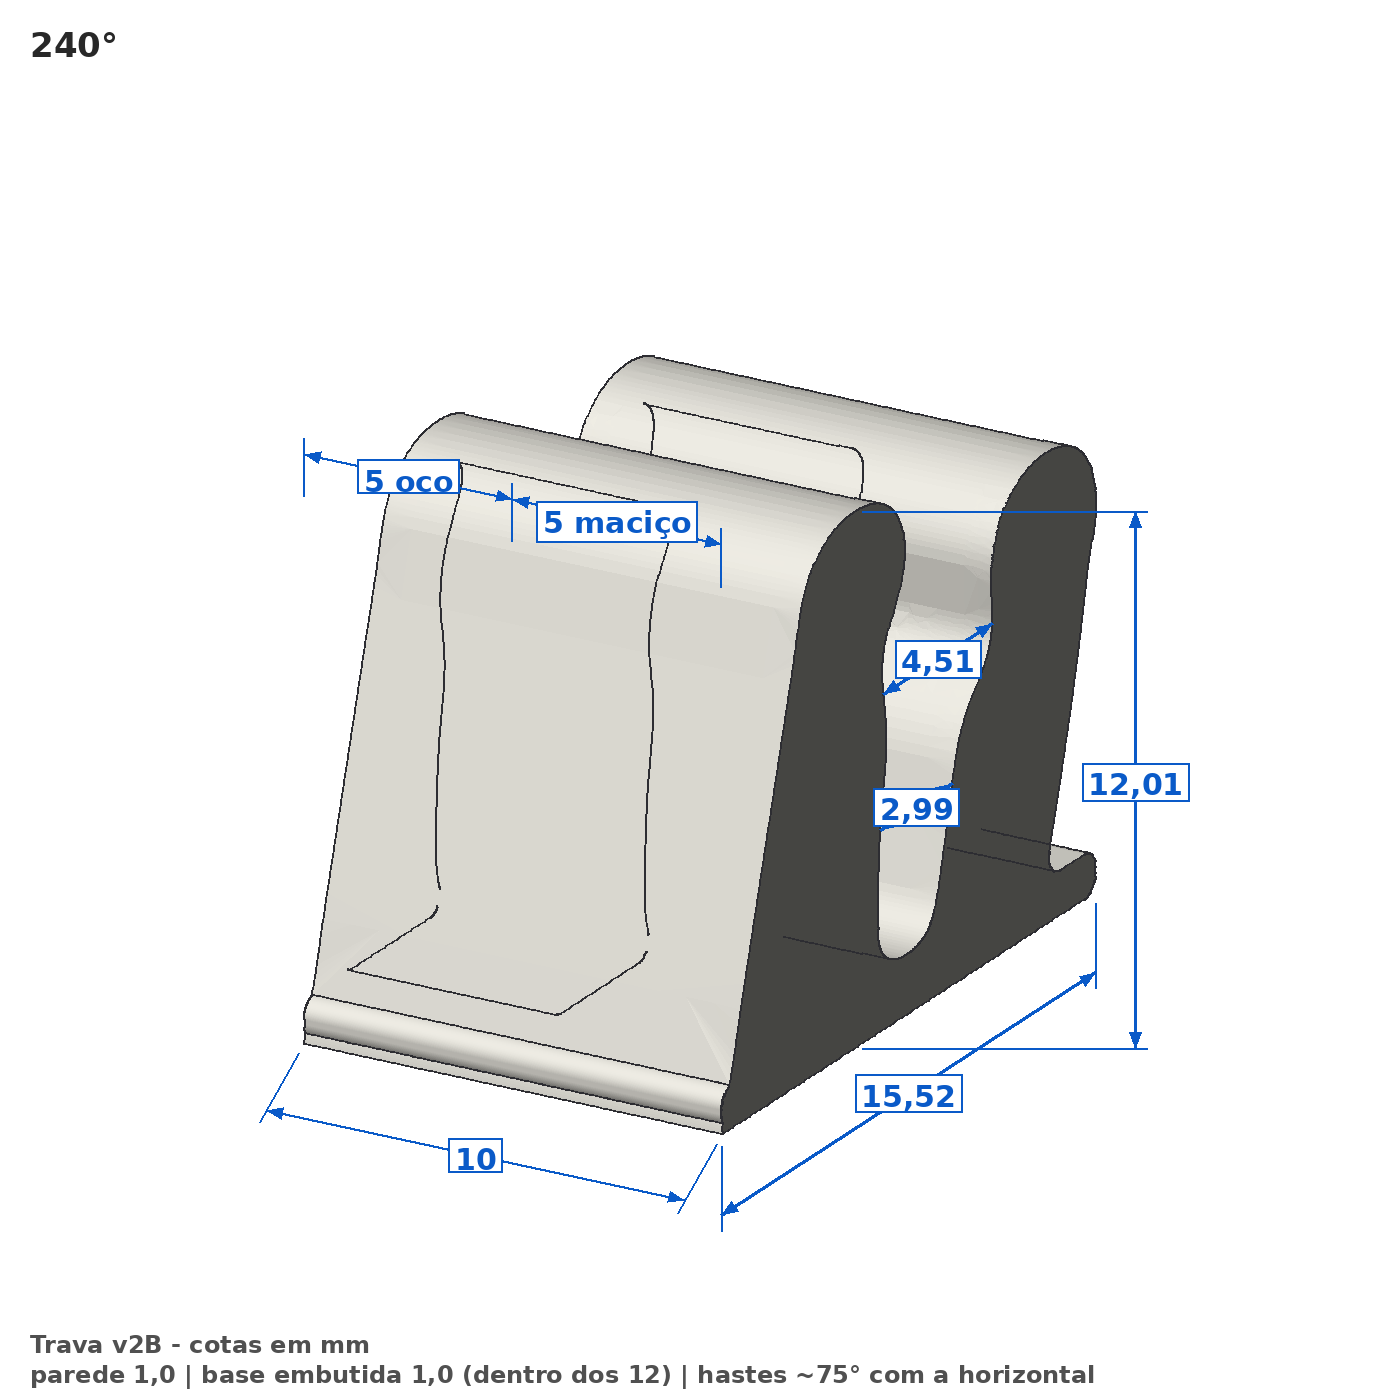 240°
5 oco
5 maciço
4,51
12,01
2,99
15,52
10
Trava v2B - cotas em mm
parede 1,0 | base embutida 1,0 (dentro dos 12) | hastes ~75° com a horizontal